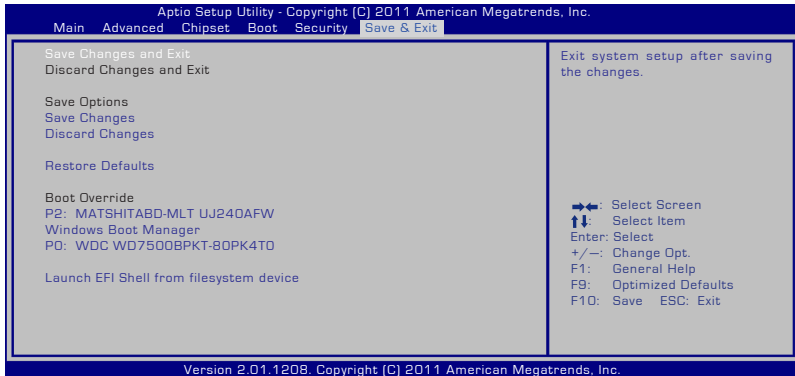 Aptio Setup Utility - Copyright (C) 2011 American Megatrends, Inc.
Main Advanced Chipset Boot Security Save & Exit
Save Changes and Exit
Discard Changes and Exit
Save Options
Save Changes
Discard Changes
Restore Defaults
Boot Override
P2: MATSHITABD-MLT UJ240AFW
Windows Boot Manager
P0: WDC WD7500BPKT-80PK4T0
Launch EFI Shell from filesystem device
Exit system setup after saving
the changes.
→←: Select Screen
↑↓: Select Item
Enter: Select
+/—: Change Opt.
F1: General Help
F9: Optimized Defaults
F10: Save ESC: Exit
Version 2.01.1208. Copyright (C) 2011 American Megatrends, Inc.